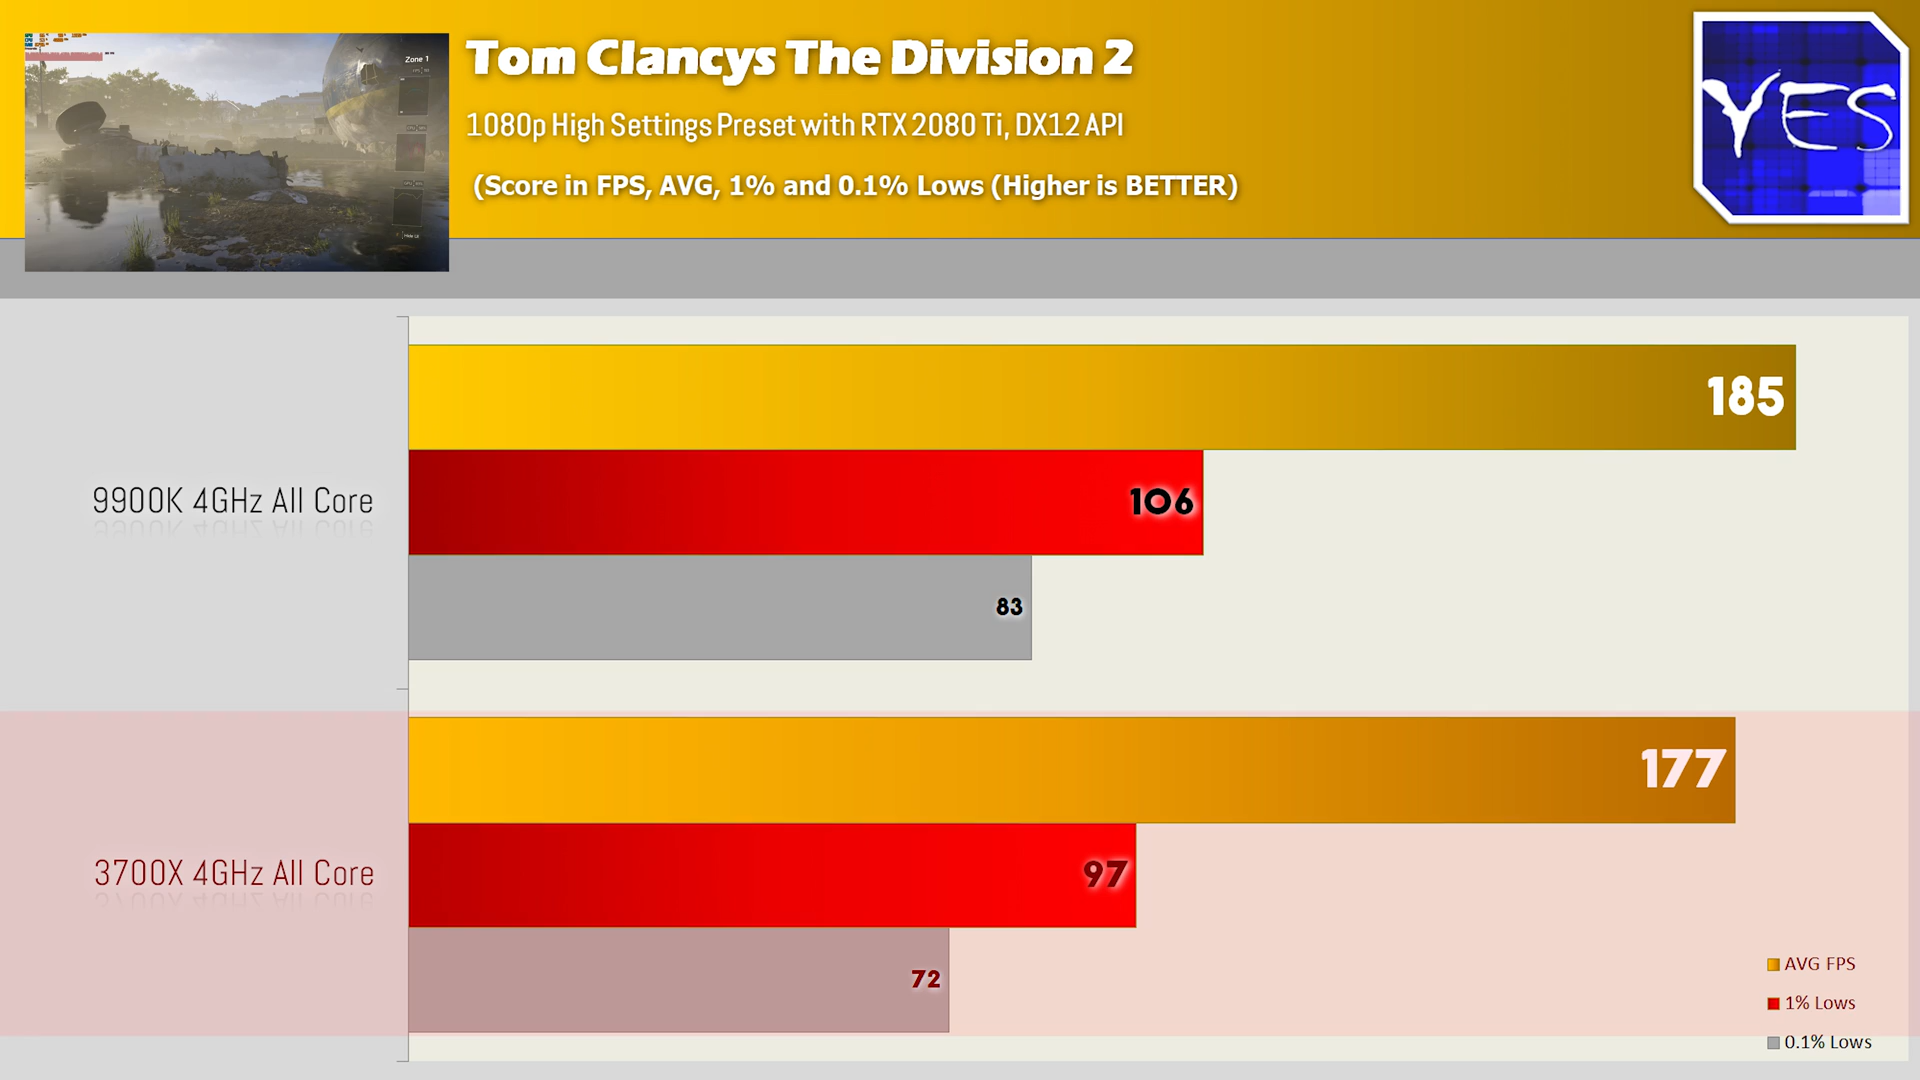 Tom Clancys The Division 2
1080p High Settings Preset with RTX 2080 Ti, DX12 API
(Score in FPS, AVG, 1% and 0.1% Lows (Higher is BETTER)
YES
Zone 1
9900K 4GHz All Core
185
106
83
3700X 4GHz All Core
177
97
72
AVG FPS
1% Lows
0.1% Lows